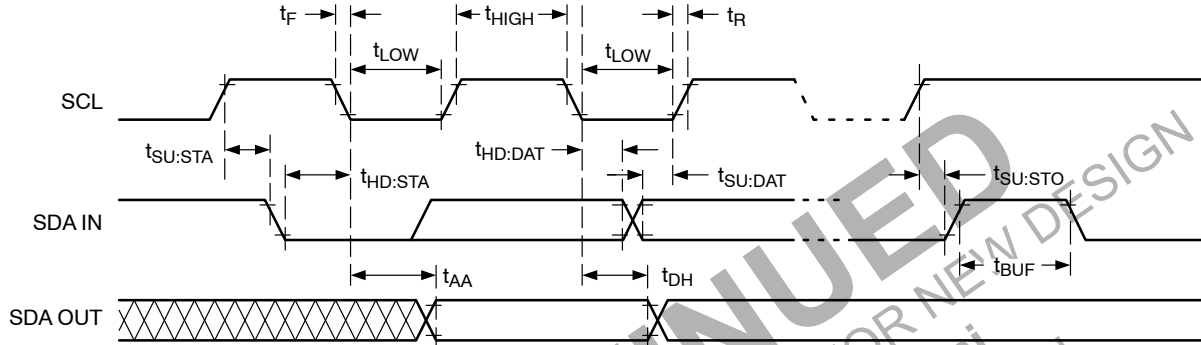 tF
tHIGH
tR
tLOW
tLOW
SCL
tSU:STA
tHD:STA
tHD:DAT
tSU:DAT
tSU:STO
SDA IN
tAA
tDH
tBUF
SDA OUT
NUED
OR NEW DESIGN